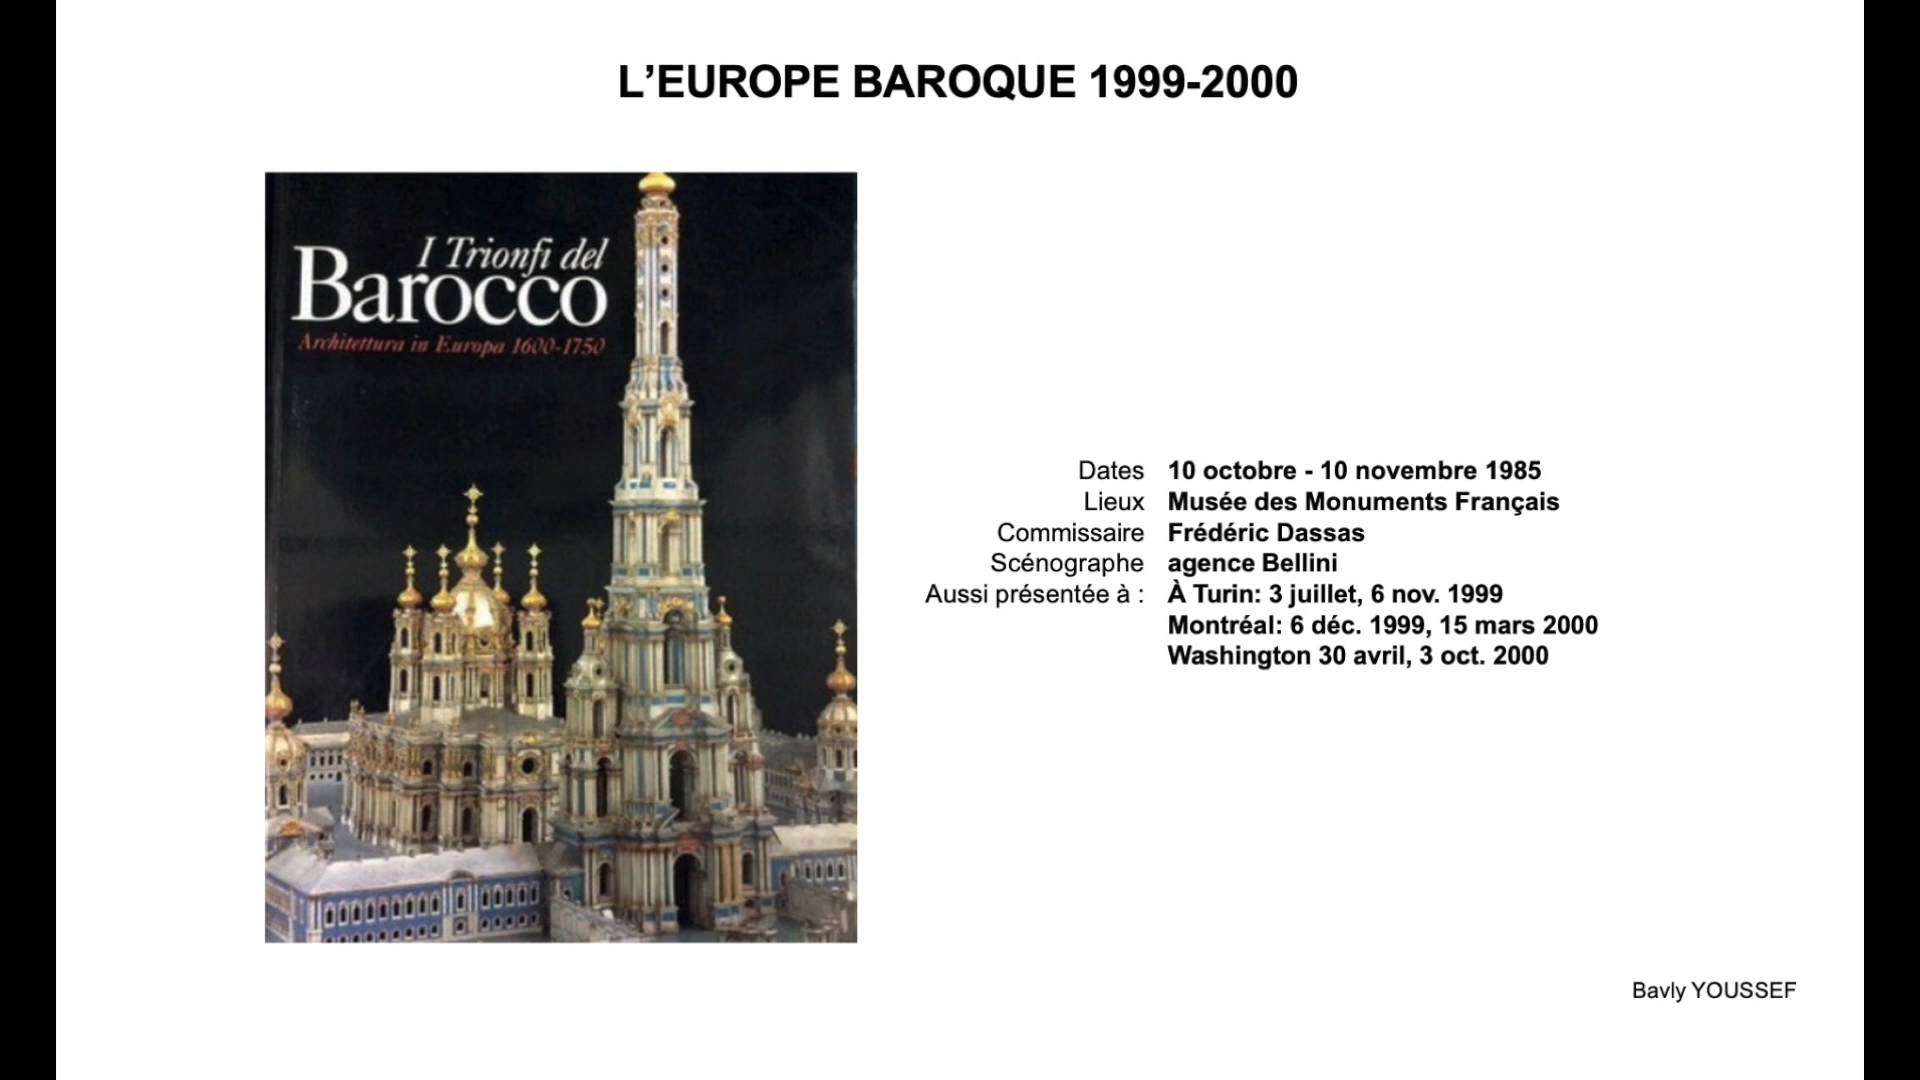 L’EUROPE BAROQUE 1999-2000
I Trionfi del
Barocco
Architettura in Europa 1600-1750
Dates 10 octobre - 10 novembre 1985
Lieux Musée des Monuments Français
Commissaire Frédéric Dassas
Scénographe agence Bellini
Aussi présentée à : À Turin: 3 juillet, 6 nov. 1999
Montréal: 6 déc. 1999, 15 mars 2000
Washington 30 avril, 3 oct. 2000
Bavly YOUSSEF